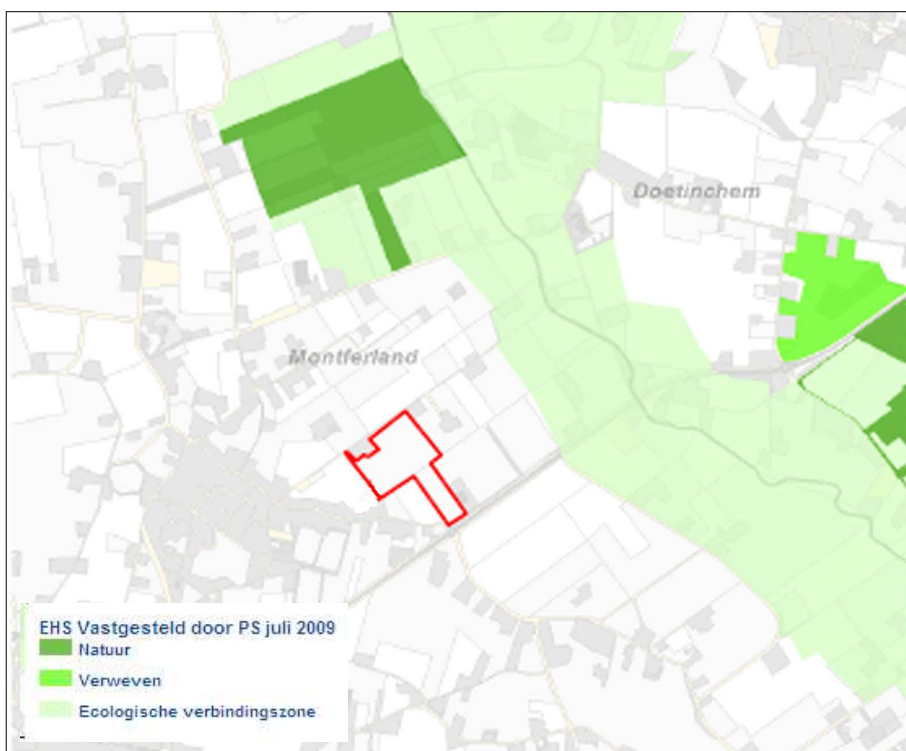 Doetinchem
Montferland
EHS Vastgesteld door PS juli 2009
Natuur
Verweven
Ecologische verbindingszone